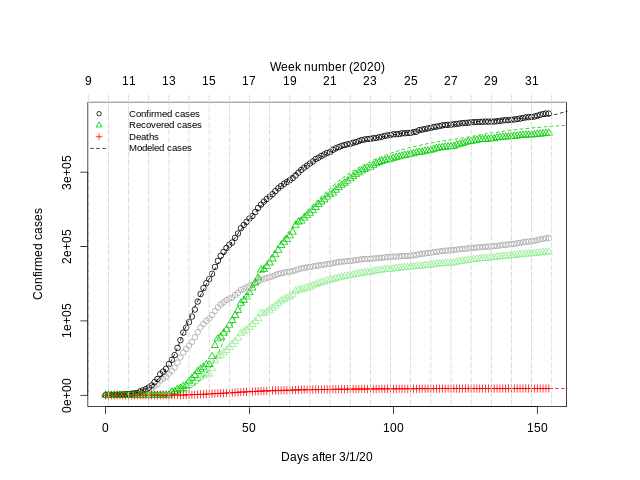 Week number (2020)
9 11 13 15 17 19 21 23 25 27 29 31
Confirmed cases
Recovered cases
Deaths
Modeled cases
Confirmed cases
0e+00 1e+05 2e+05 3e+05
0 50 100 150
Days after 3/1/20